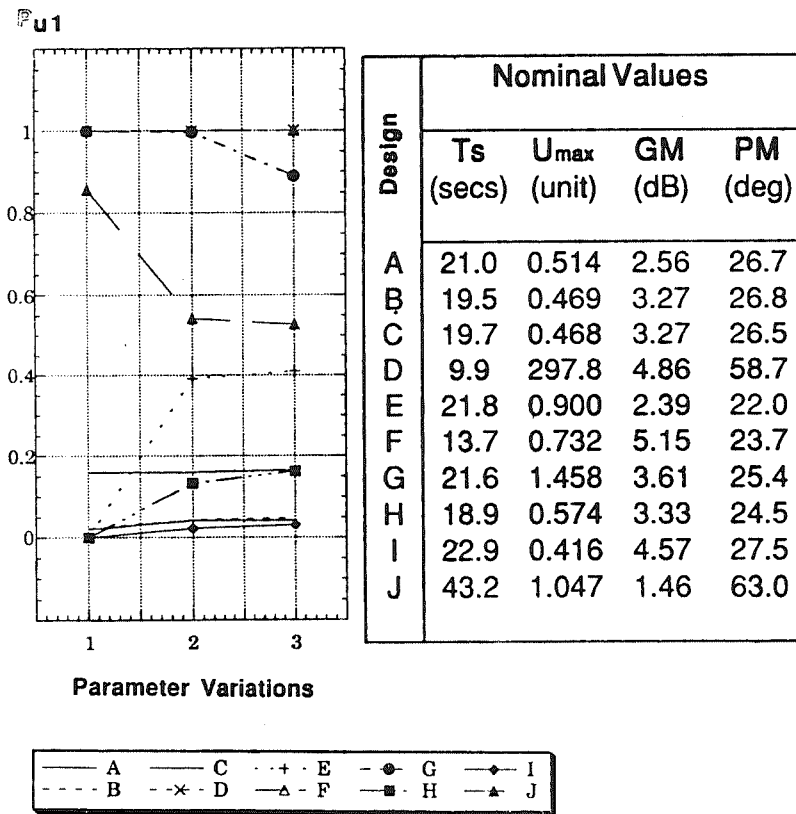 Pu1
1
0.8
0.6
0.4
0.2
0
1 2 3
Parameter Variations
Nominal Values
Design
Ts Umax GM PM
(secs) (unit) (dB) (deg)
A 21.0 0.514 2.56 26.7
B 19.5 0.469 3.27 26.8
C 19.7 0.468 3.27 26.5
D 9.9 297.8 4.86 58.7
E 21.8 0.900 2.39 22.0
F 13.7 0.732 5.15 23.7
G 21.6 1.458 3.61 25.4
H 18.9 0.574 3.33 24.5
I 22.9 0.416 4.57 27.5
J 43.2 1.047 1.46 63.0
A C E G I
B D F H J